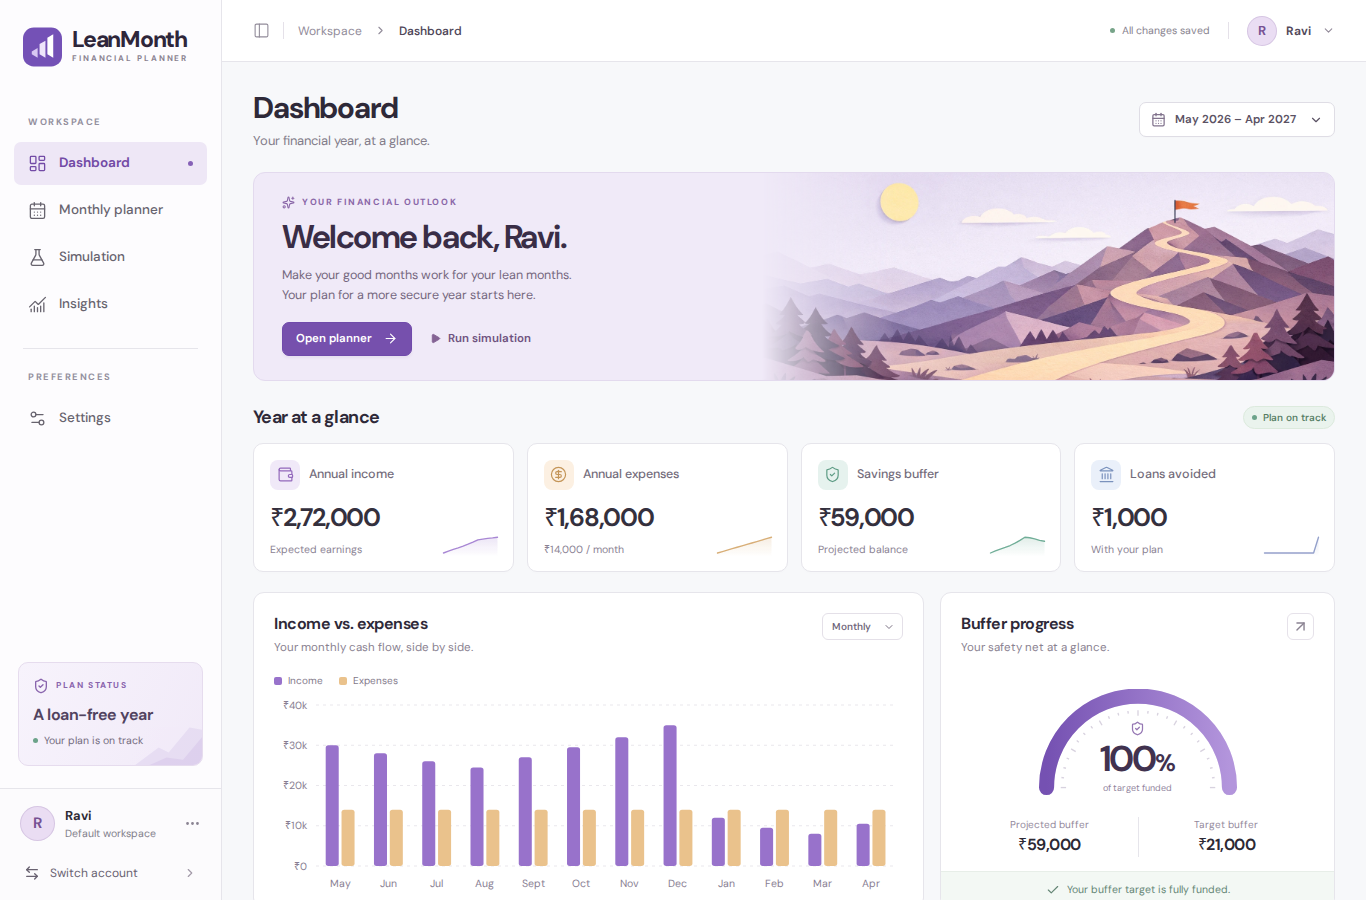 LeanMonth
FINANCIAL PLANNER
WORKSPACE
Dashboard
Monthly planner
Simulation
Insights
PREFERENCES
Settings
PLAN STATUS
A loan-free year
Your plan is on track
R
Ravi
Default workspace
Switch account
Workspace > Dashboard
All changes saved
R Ravi
Dashboard
Your financial year, at a glance.
May 2026 – Apr 2027
YOUR FINANCIAL OUTLOOK
Welcome back, Ravi.
Make your good months work for your lean months.
Your plan for a more secure year starts here.
Open planner
Run simulation
Year at a glance
Plan on track
Annual income
₹2,72,000
Expected earnings
Annual expenses
₹1,68,000
₹14,000 / month
Savings buffer
₹59,000
Projected balance
Loans avoided
₹1,000
With your plan
Income vs. expenses
Your monthly cash flow, side by side.
Monthly
Income Expenses
₹40k
₹30k
₹20k
₹10k
₹0
May Jun Jul Aug Sept Oct Nov Dec Jan Feb Mar Apr
Buffer progress
Your safety net at a glance.
100%
of target funded
Projected buffer
₹59,000
Target buffer
₹21,000
Your buffer target is fully funded.